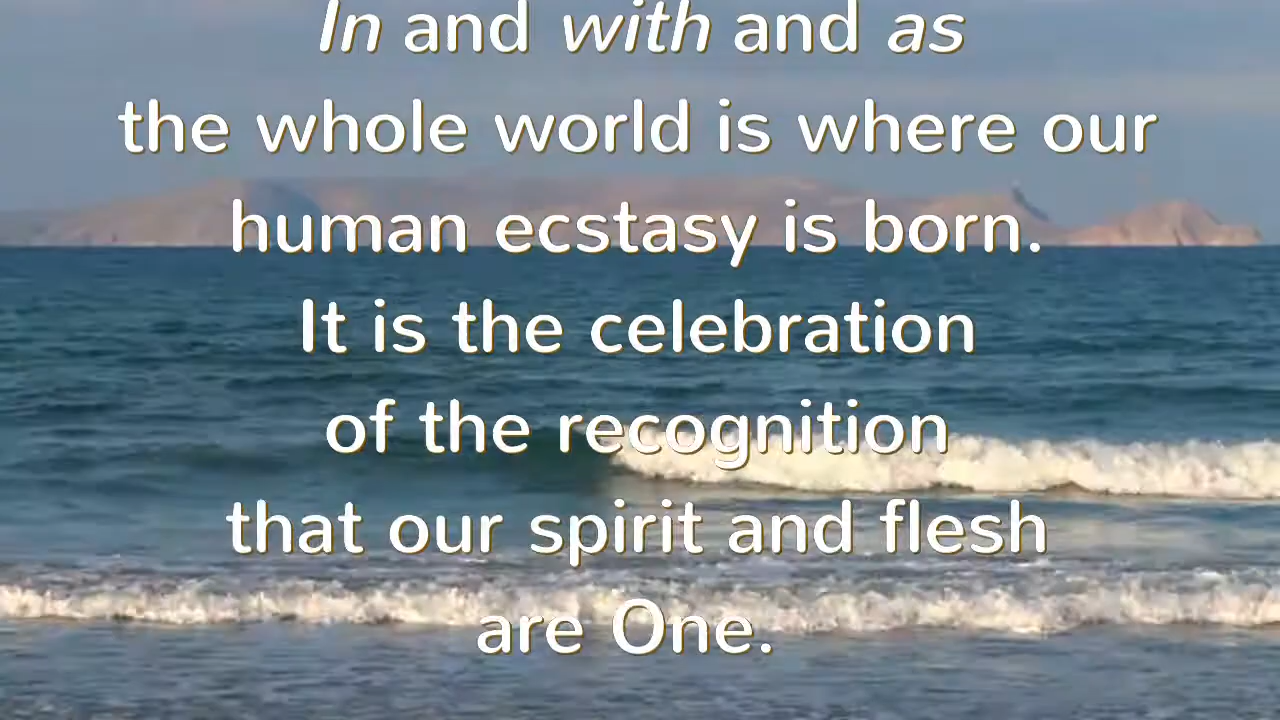 In and with and as
the whole world is where our
human ecstasy is born.
It is the celebration
of the recognition
that our spirit and flesh
are One.